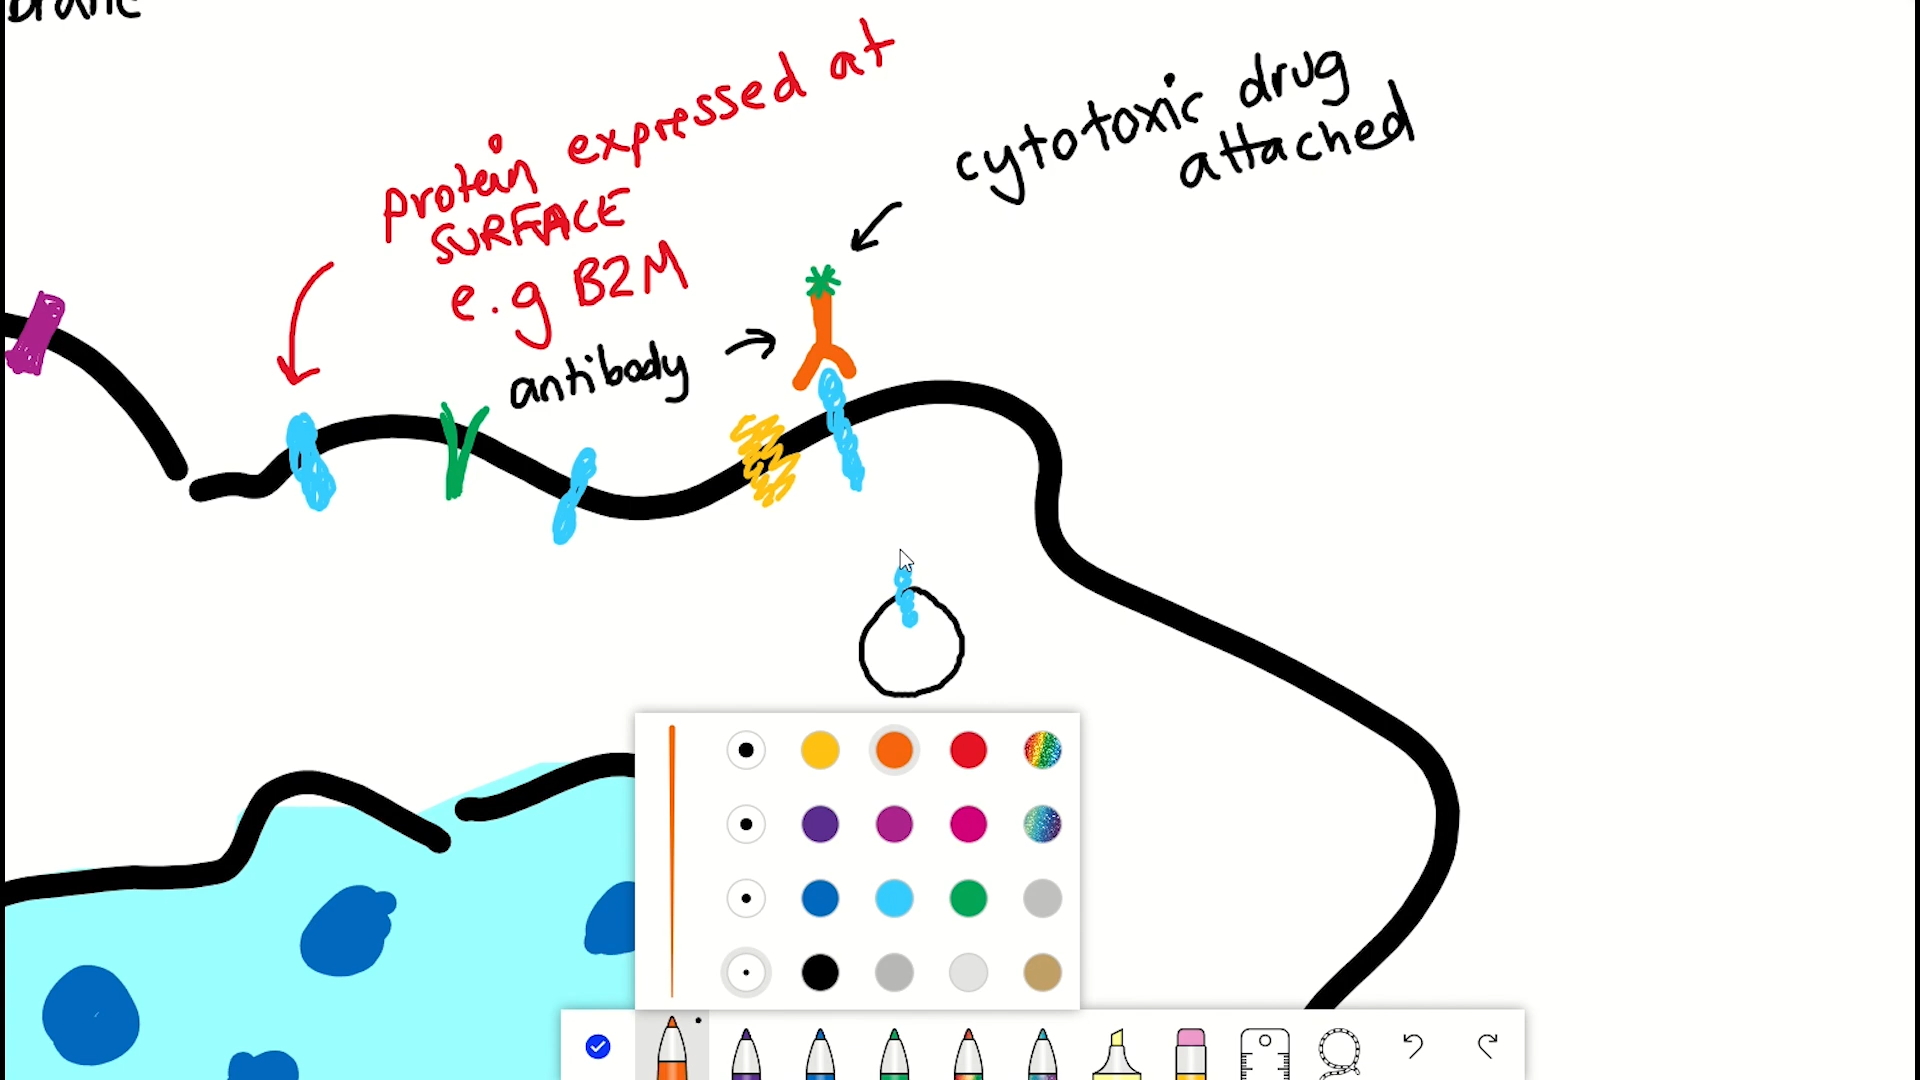 protein expressed at
SURFACE
e.g B2M
cytotoxic drug
attached
antibody